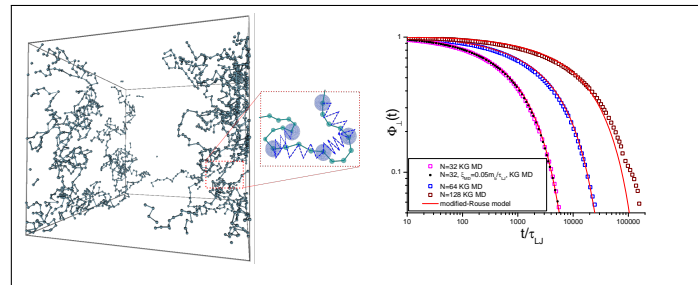 1
0.1
Φ⊥(t)
N=32 KG MD
N=32, ξMD=0.05mb/τLJ, KG MD
N=64 KG MD
N=128 KG MD
modified-Rouse model
10 100 1000 10000 100000
t/τLJ